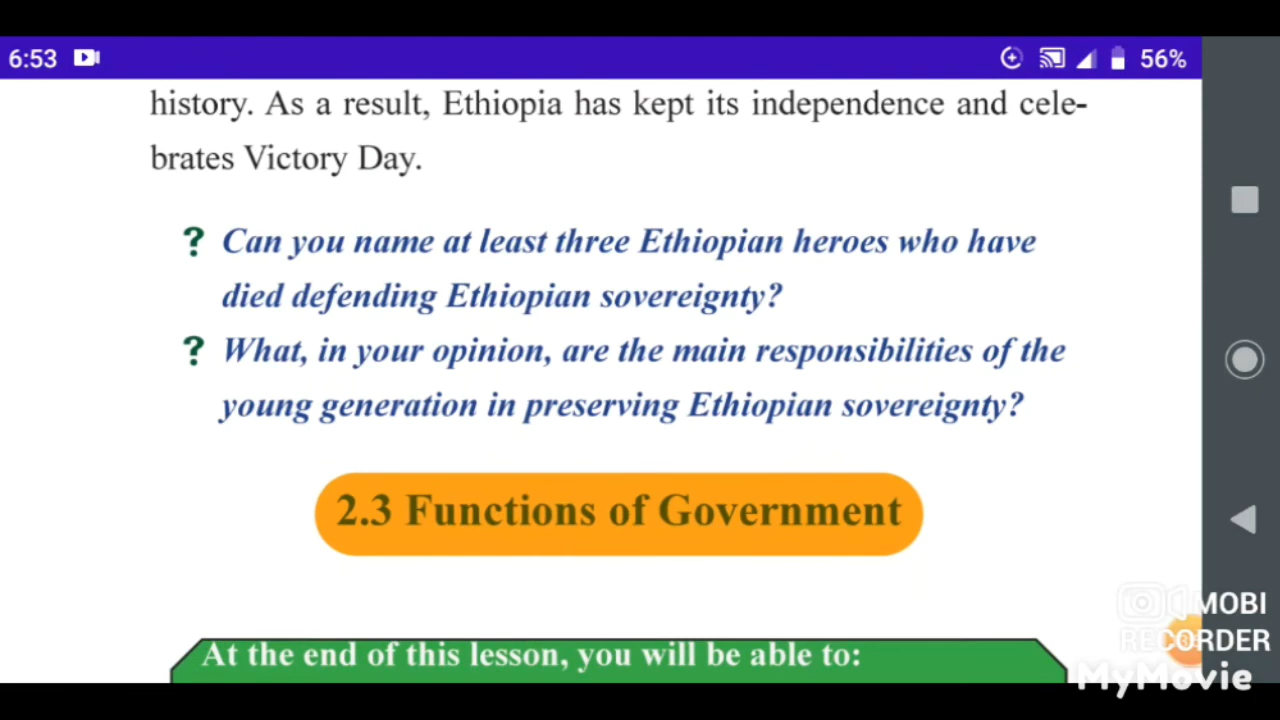 6:53 56%
history. As a result, Ethiopia has kept its independence and cele-
brates Victory Day.
? Can you name at least three Ethiopian heroes who have
died defending Ethiopian sovereignty?
? What, in your opinion, are the main responsibilities of the
young generation in preserving Ethiopian sovereignty?
2.3 Functions of Government
At the end of this lesson, you will be able to:
MOBI
RECORDER
MyMovie